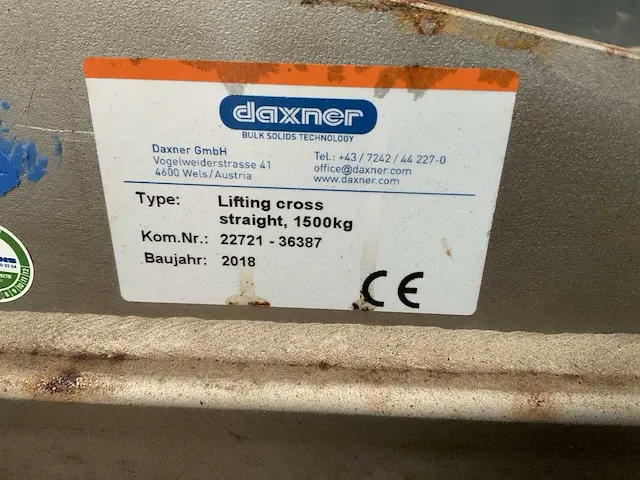 daxner
BULK SOLIDS TECHNOLOGY
Daxner GmbH
Vogelweiderstrasse 41
4600 Wels/Austria
Tel.: +43 / 7242 / 44 227-0
office@daxner.com
www.daxner.com
Type: Lifting cross
straight, 1500kg
Kom.Nr.: 22721 - 36387
Baujahr: 2018
CE